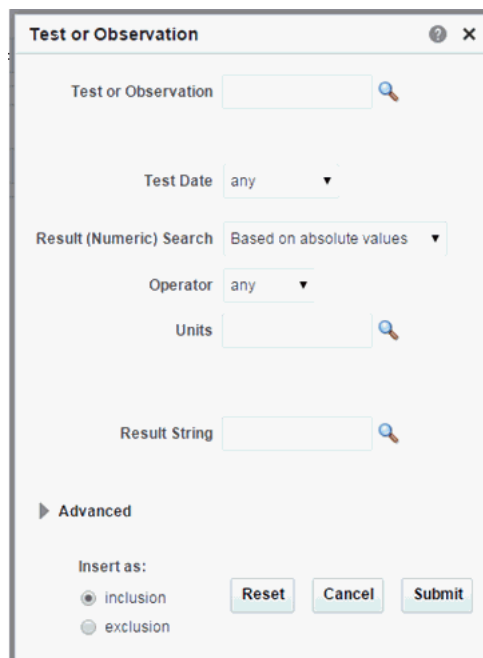 Test or Observation
Test or Observation
Test Date any
Result (Numeric) Search Based on absolute values
Operator any
Units
Result String
Advanced
Insert as:
inclusion
exclusion
Reset Cancel Submit